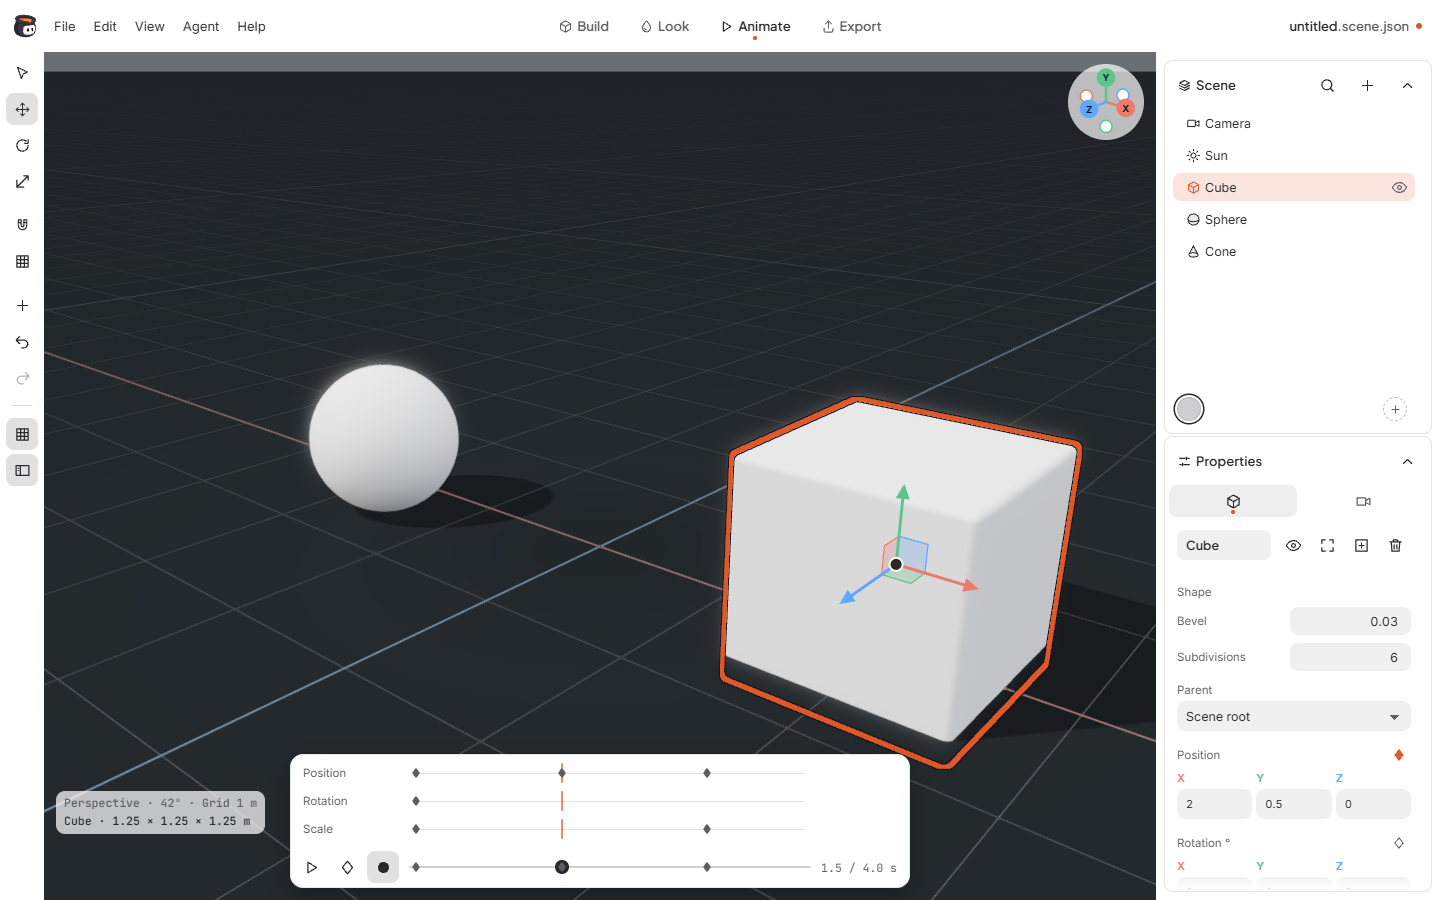 File Edit View Agent Help
Build Look Animate Export
untitled.scene.json
Y
Z X
Scene
Camera
Sun
Cube
Sphere
Cone
Properties
Cube
Shape
Bevel 0.03
Subdivisions 6
Parent
Scene root
Position
X Y Z
2 0.5 0
Rotation °
X Y Z
Perspective · 42° · Grid 1 m
Cube · 1.25 × 1.25 × 1.25 m
Position
Rotation
Scale
1.5 / 4.0 s